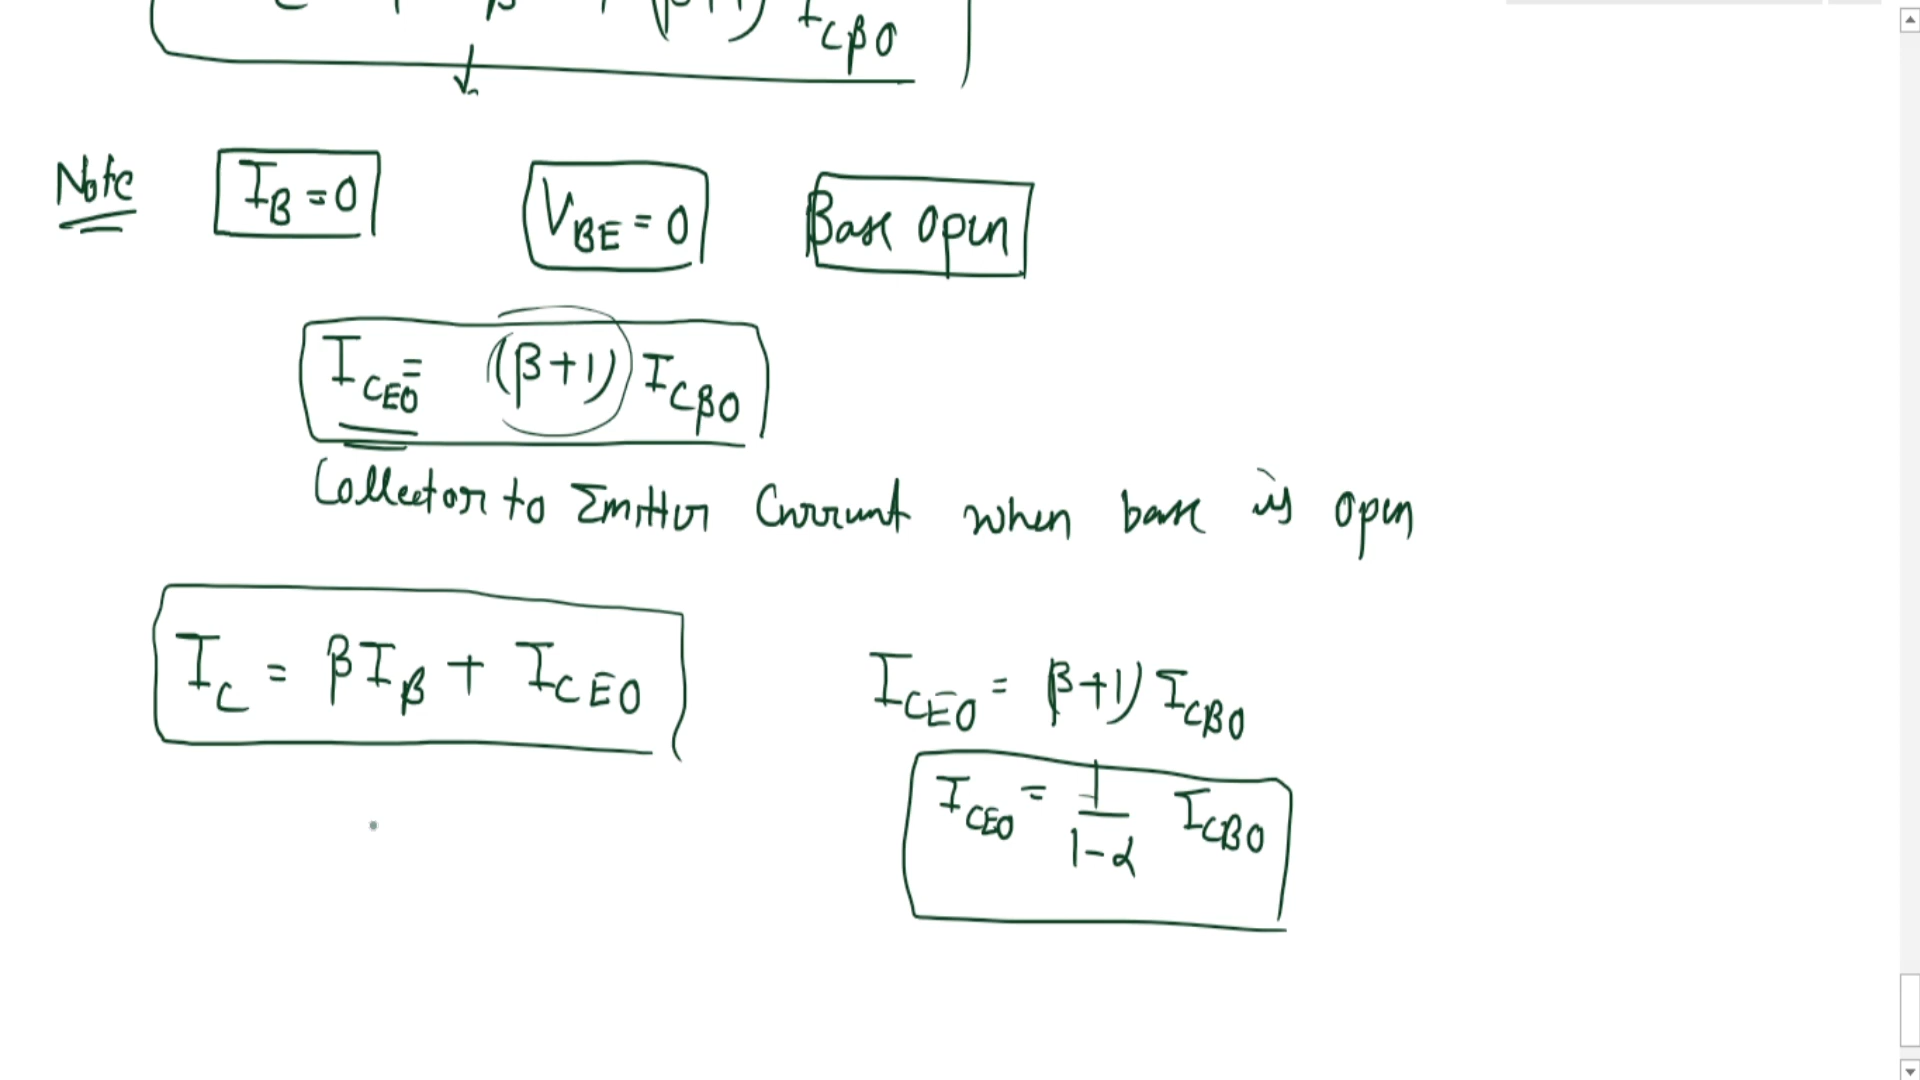 I_CBO
Note I_B = 0 V_BE = 0 Base open
I_CEO = (β+1) I_CBO
Collector to Emitter Current when base is open
I_C = βI_B + I_CEO
I_CEO = β+1) I_CBO
I_CEO = 1/(1-α) I_CBO